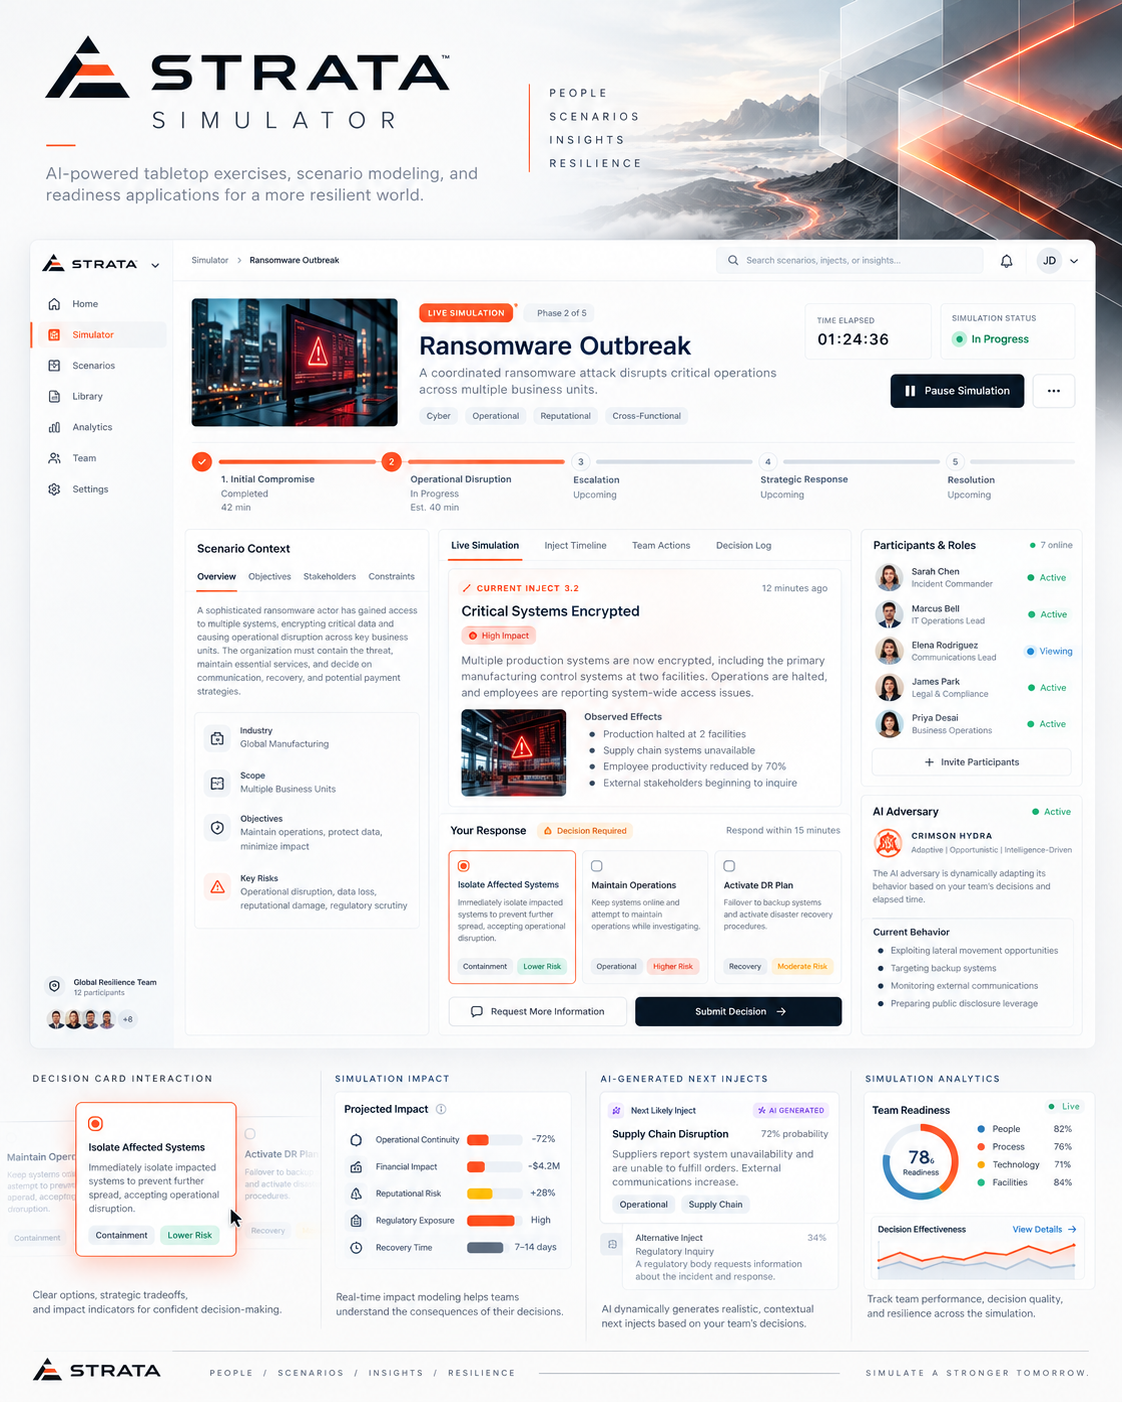 STRATA™
SIMULATOR
AI-powered tabletop exercises, scenario modeling, and
readiness applications for a more resilient world.
PEOPLE
SCENARIOS
INSIGHTS
RESILIENCE
STRATA
Simulator > Ransomware Outbreak
Search scenarios, injects, or insights...
JD
Home
Simulator
Scenarios
Library
Analytics
Team
Settings
Global Resilience Team
12 participants
+8
LIVE SIMULATION
Phase 2 of 5
Ransomware Outbreak
A coordinated ransomware attack disrupts critical operations
across multiple business units.
Cyber
Operational
Reputational
Cross-Functional
TIME ELAPSED
01:24:36
SIMULATION STATUS
In Progress
Pause Simulation
2
3
4
5
1. Initial Compromise
Completed
42 min
Operational Disruption
In Progress
Est. 40 min
Escalation
Upcoming
Strategic Response
Upcoming
Resolution
Upcoming
Scenario Context
Overview
Objectives
Stakeholders
Constraints
A sophisticated ransomware actor has gained access
to multiple systems, encrypting critical data and
causing operational disruption across key business
units. The organization must contain the threat,
maintain essential services, and decide on
communication, recovery, and potential payment
strategies.
Industry
Global Manufacturing
Scope
Multiple Business Units
Objectives
Maintain operations, protect data,
minimize impact
Key Risks
Operational disruption, data loss,
reputational damage, regulatory scrutiny
Live Simulation
Inject Timeline
Team Actions
Decision Log
CURRENT INJECT 3.2
12 minutes ago
Critical Systems Encrypted
High Impact
Multiple production systems are now encrypted, including the primary
manufacturing control systems at two facilities. Operations are halted,
and employees are reporting system-wide access issues.
Observed Effects
Production halted at 2 facilities
Supply chain systems unavailable
Employee productivity reduced by 70%
External stakeholders beginning to inquire
Your Response
Decision Required
Respond within 15 minutes
Isolate Affected Systems
Immediately isolate impacted
systems to prevent further
spread, accepting operational
disruption.
Containment
Lower Risk
Maintain Operations
Keep systems online and
attempt to maintain
operations while investigating.
Operational
Higher Risk
Activate DR Plan
Failover to backup systems
and activate disaster recovery
procedures.
Recovery
Moderate Risk
Request More Information
Submit Decision
Participants & Roles
7 online
Sarah Chen
Incident Commander
Active
Marcus Bell
IT Operations Lead
Active
Elena Rodriguez
Communications Lead
Viewing
James Park
Legal & Compliance
Active
Priya Desai
Business Operations
Active
+ Invite Participants
AI Adversary
Active
CRIMSON HYDRA
Adaptive | Opportunistic | Intelligence-Driven
The AI adversary is dynamically adapting its
behavior based on your team's decisions and
elapsed time.
Current Behavior
Exploiting lateral movement opportunities
Targeting backup systems
Monitoring external communications
Preparing public disclosure leverage
DECISION CARD INTERACTION
Maintain Oper
Keep systems onl
Containment
Isolate Affected Systems
Immediately isolate impacted
systems to prevent further
spread, accepting operational
disruption.
Containment
Lower Risk
Activate DR Plan
Failover to backup
and activate disas
procedures.
Recovery
Clear options, strategic tradeoffs,
and impact indicators for confident decision-making.
SIMULATION IMPACT
Projected Impact
Operational Continuity
-72%
Financial Impact
-$4.2M
Reputational Risk
+28%
Regulatory Exposure
High
Recovery Time
7–14 days
Real-time impact modeling helps teams
understand the consequences of their decisions.
AI-GENERATED NEXT INJECTS
Next Likely Inject
AI GENERATED
Supply Chain Disruption
72% probability
Suppliers report system unavailability and
are unable to fulfill orders. External
communications increase.
Operational
Supply Chain
Alternative Inject
34%
Regulatory Inquiry
A regulatory body requests information
about the incident and response.
AI dynamically generates realistic, contextual
next injects based on your team's decisions.
SIMULATION ANALYTICS
Team Readiness
Live
78%
Readiness
People 82%
Process 76%
Technology 71%
Facilities 84%
Decision Effectiveness
View Details →
Track team performance, decision quality,
and resilience across the simulation.
STRATA
PEOPLE / SCENARIOS / INSIGHTS / RESILIENCE
SIMULATE A STRONGER TOMORROW.